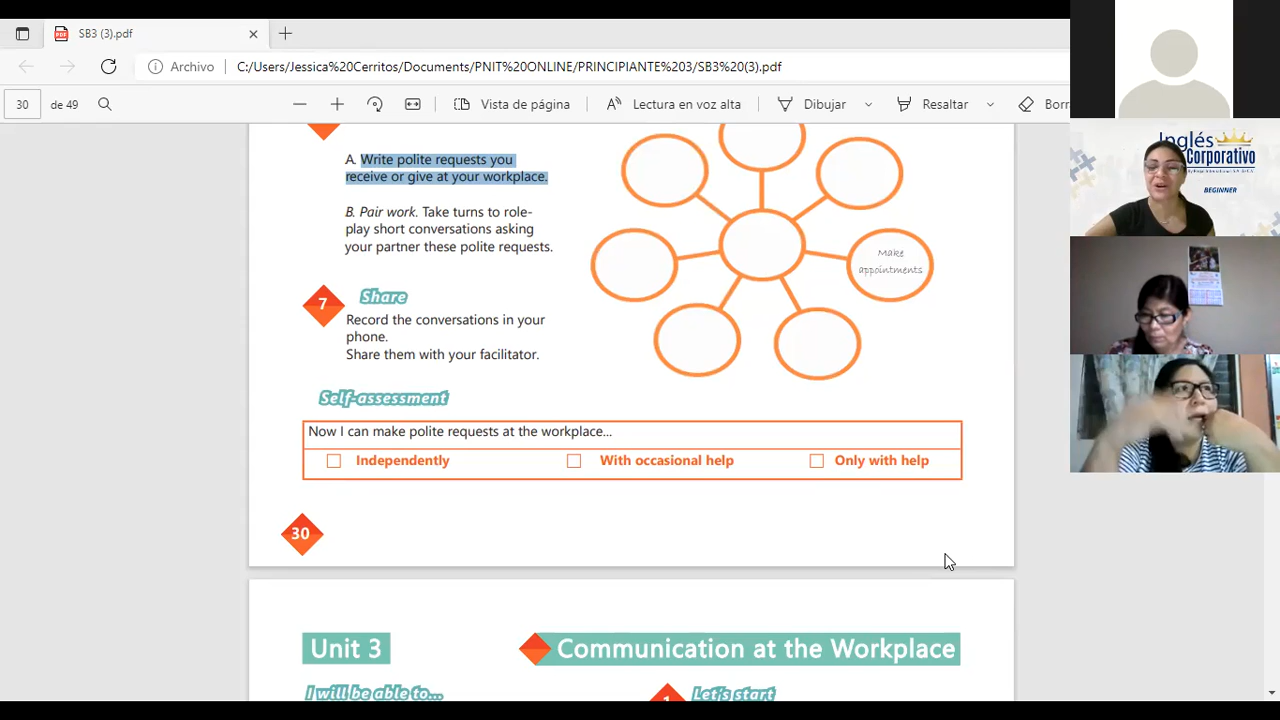 SB3 (3).pdf
Archivo
C:/Users/Jessica%20Cerritos/Documents/PNIT%20ONLINE/PRINCIPIANTE%203/SB3%20(3).pdf
30
de 49
Vista de página
Lectura en voz alta
Dibujar
Resaltar
Borr
A. Write polite requests you
receive or give at your workplace.
B. Pair work. Take turns to role-
play short conversations asking
your partner these polite requests.
Make
appointments
7
Share
Record the conversations in your
phone.
Share them with your facilitator.
Self-assessment
Now I can make polite requests at the workplace...
Independently
With occasional help
Only with help
30
Unit 3
Communication at the Workplace
I will be able to...
1
Let's start
Inglés
Corporativo
BEGINNER